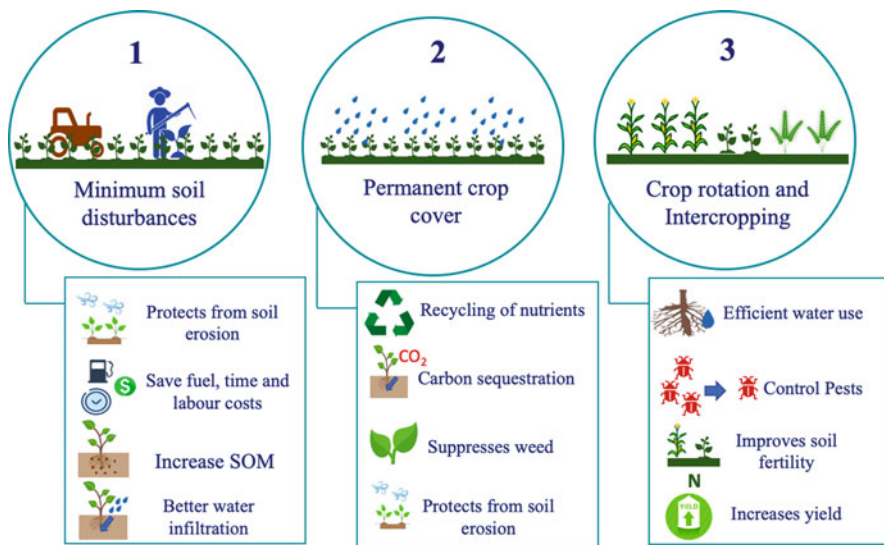 1
Minimum soil
disturbances
Protects from soil
erosion
$
Save fuel, time and
labour costs
Increase SOM
Better water
infiltration
2
Permanent crop
cover
Recycling of nutrients
CO2
Carbon sequestration
Suppresses weed
Protects from soil
erosion
3
Crop rotation and
Intercropping
Efficient water use
Control Pests
Improves soil
fertility
N
YIELD
Increases yield